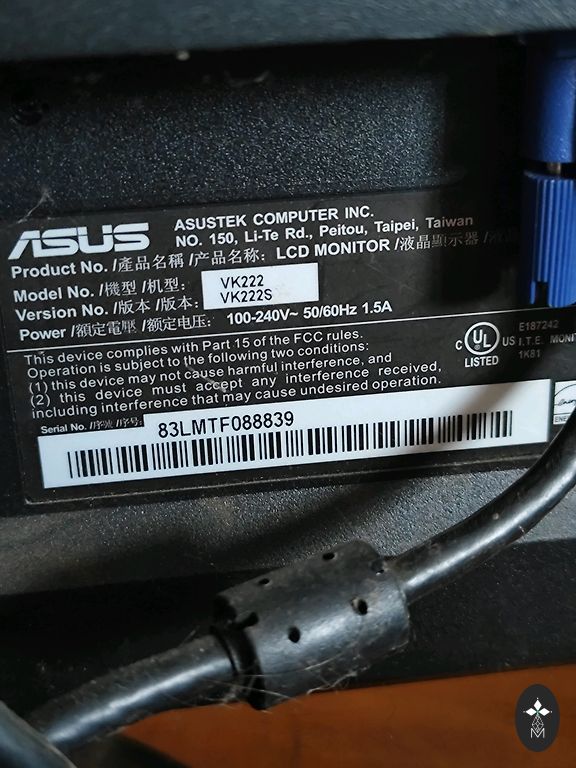 ASUS
ASUSTEK COMPUTER INC.
NO. 150, Li-Te Rd., Peitou, Taipei, Taiwan
Product No. /產品名稱 /产品名称: LCD MONITOR /液晶顯示器
Model No. /機型 /机型: VK222
Version No. /版本 /版本: VK222S
Power /額定電壓 /额定电压: 100-240V~ 50/60Hz 1.5A
This device complies with Part 15 of the FCC rules.
Operation is subject to the following two conditions:
(1) this device may not cause harmful interference, and
(2) this device must accept any interference received,
including interference that may cause undesired operation.
C UL US
LISTED
E187242
I.T.E. MONI
1K81
Serial No. /序號 /序号: 83LMTF088839
M